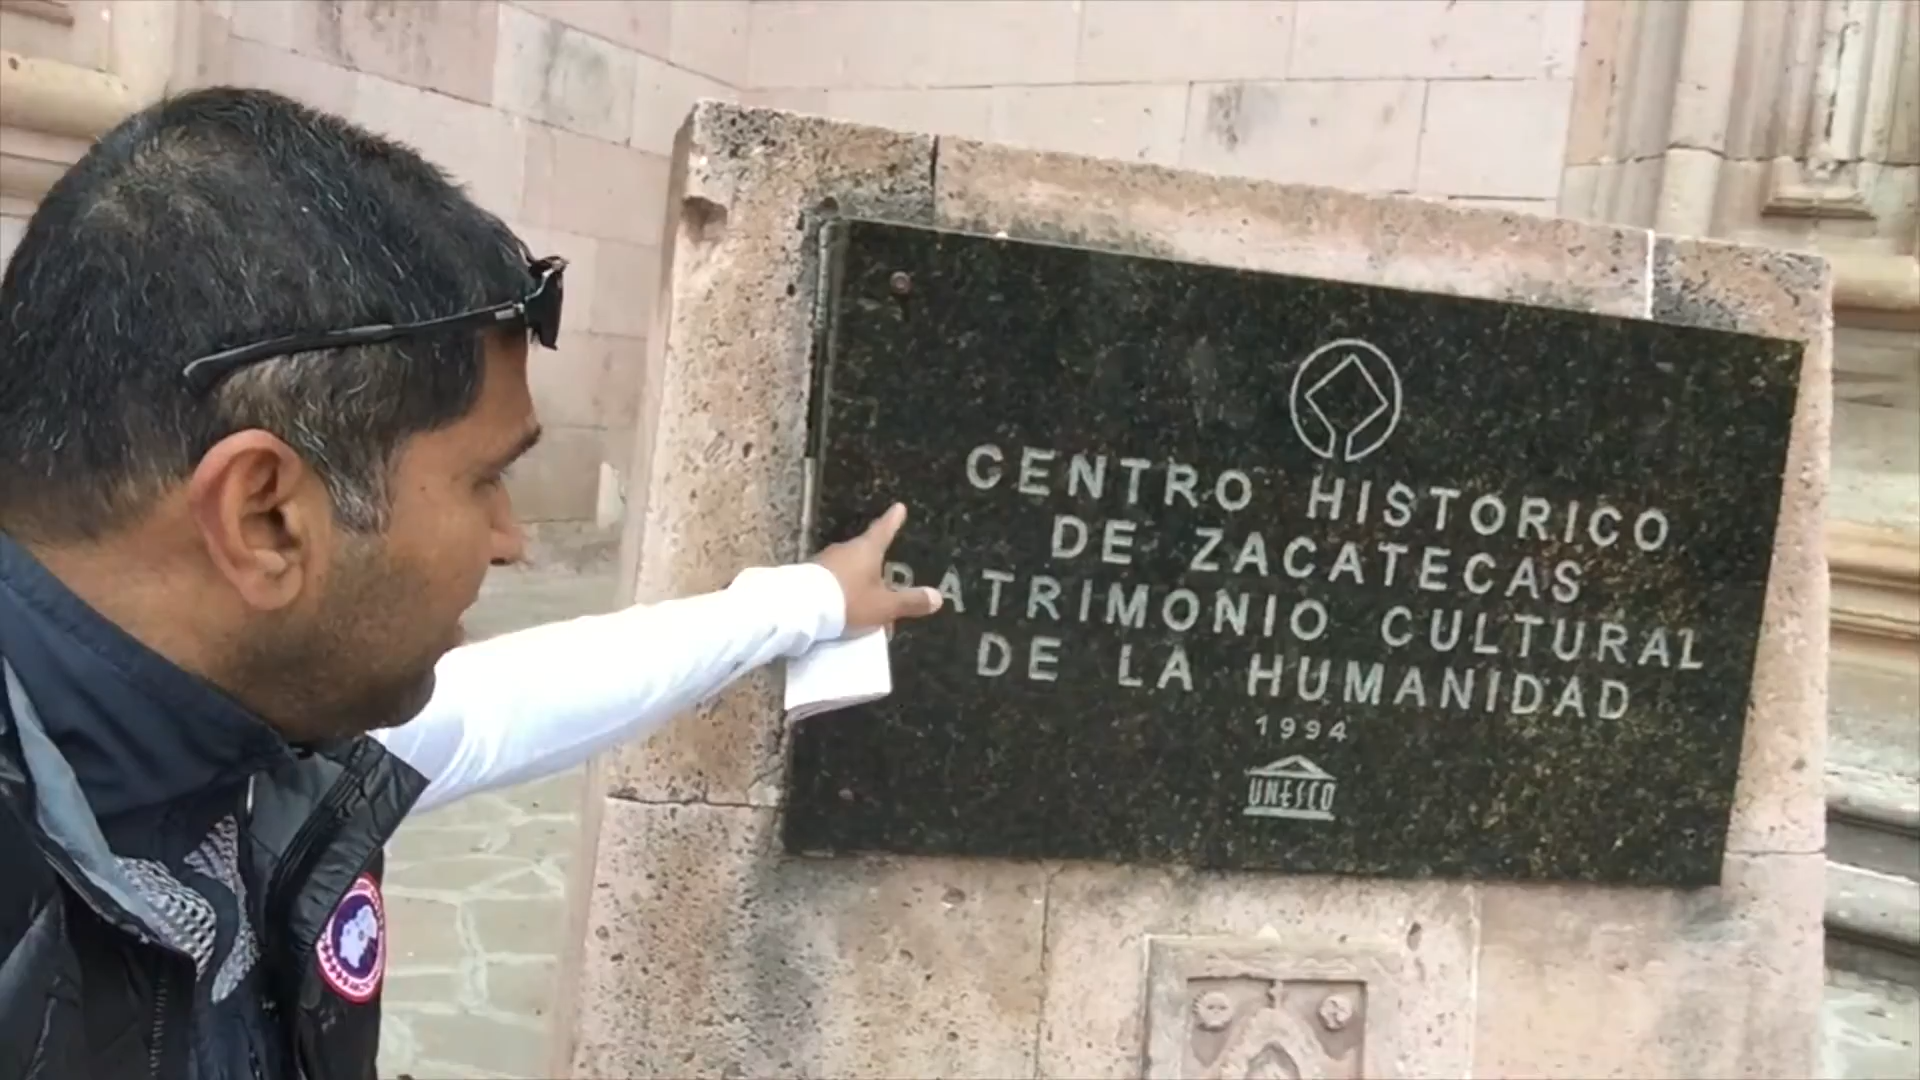 CENTRO HISTORICO
DE ZACATECAS
PATRIMONIO CULTURAL
DE LA HUMANIDAD
1994
UNESCO